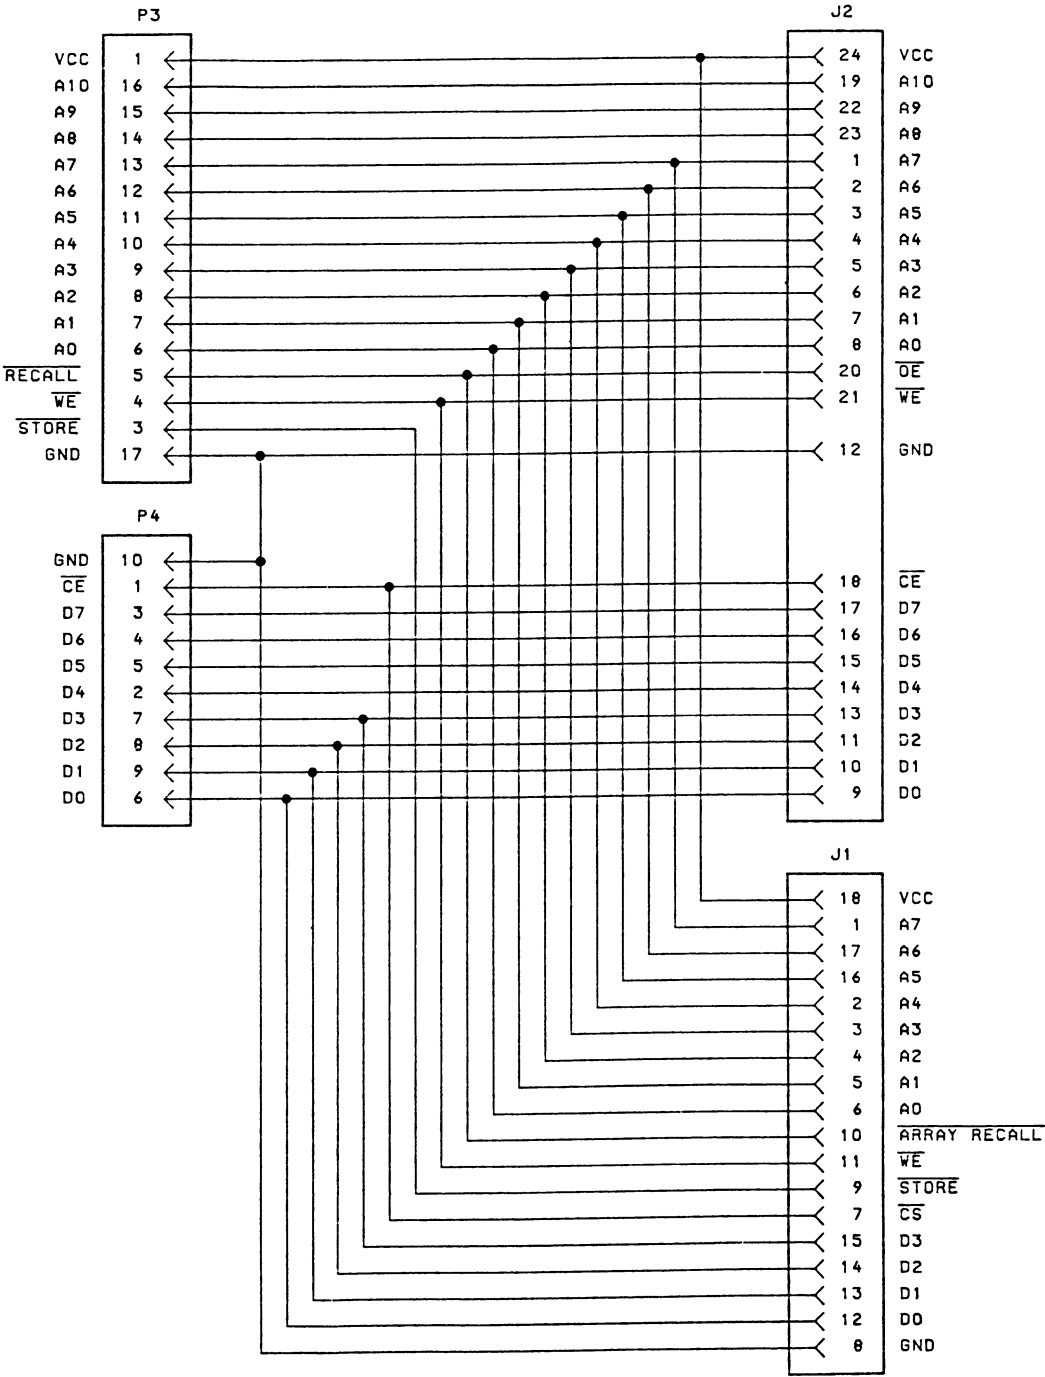 P3
VCC 1
A10 16
A9 15
A8 14
A7 13
A6 12
A5 11
A4 10
A3 9
A2 8
A1 7
A0 6
RECALL 5
WE 4
STORE 3
GND 17
P4
GND 10
CE 1
D7 3
D6 4
D5 5
D4 2
D3 7
D2 8
D1 9
D0 6
J2
24 VCC
19 A10
22 A9
23 A8
1 A7
2 A6
3 A5
4 A4
5 A3
6 A2
7 A1
8 A0
20 OE
21 WE
12 GND
18 CE
17 D7
16 D6
15 D5
14 D4
13 D3
11 D2
10 D1
9 D0
J1
18 VCC
1 A7
17 A6
16 A5
2 A4
3 A3
4 A2
5 A1
6 A0
10 ARRAY RECALL
11 WE
9 STORE
7 CS
15 D3
14 D2
13 D1
12 D0
8 GND